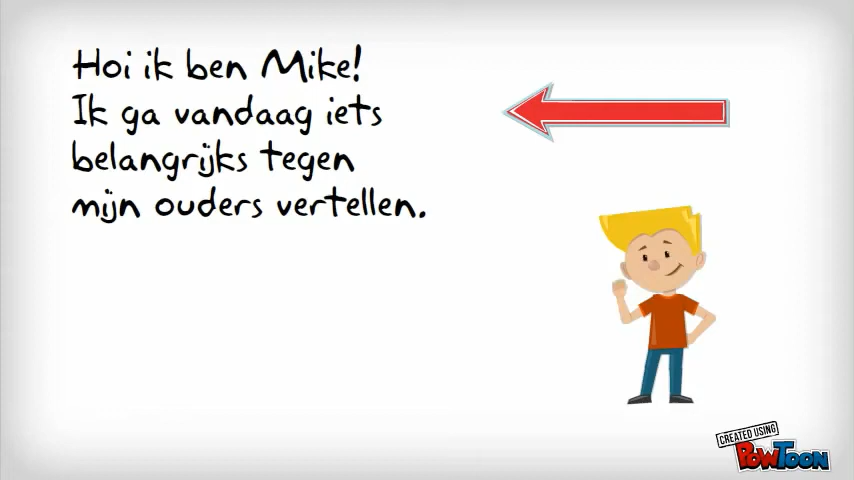 Hoi ik ben Mike!
Ik ga vandaag iets
belangrijks tegen
mijn ouders vertellen.
CREATED USING
POWTOON